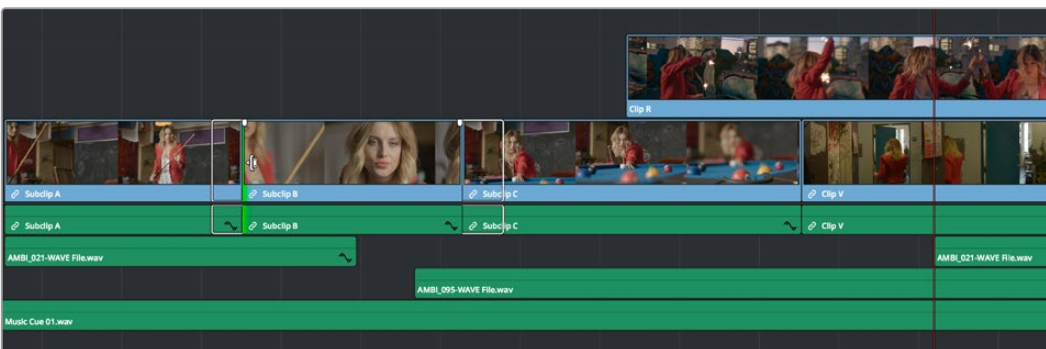 Clip R
Subclip A
Subclip B
Subclip C
Clip V
Subclip A
Subclip B
Subclip C
Clip V
AMBI_021-WAVE File.wav
AMBI_021-WAVE File.wav
AMBI_095-WAVE File.wav
Music Cue 01.wav